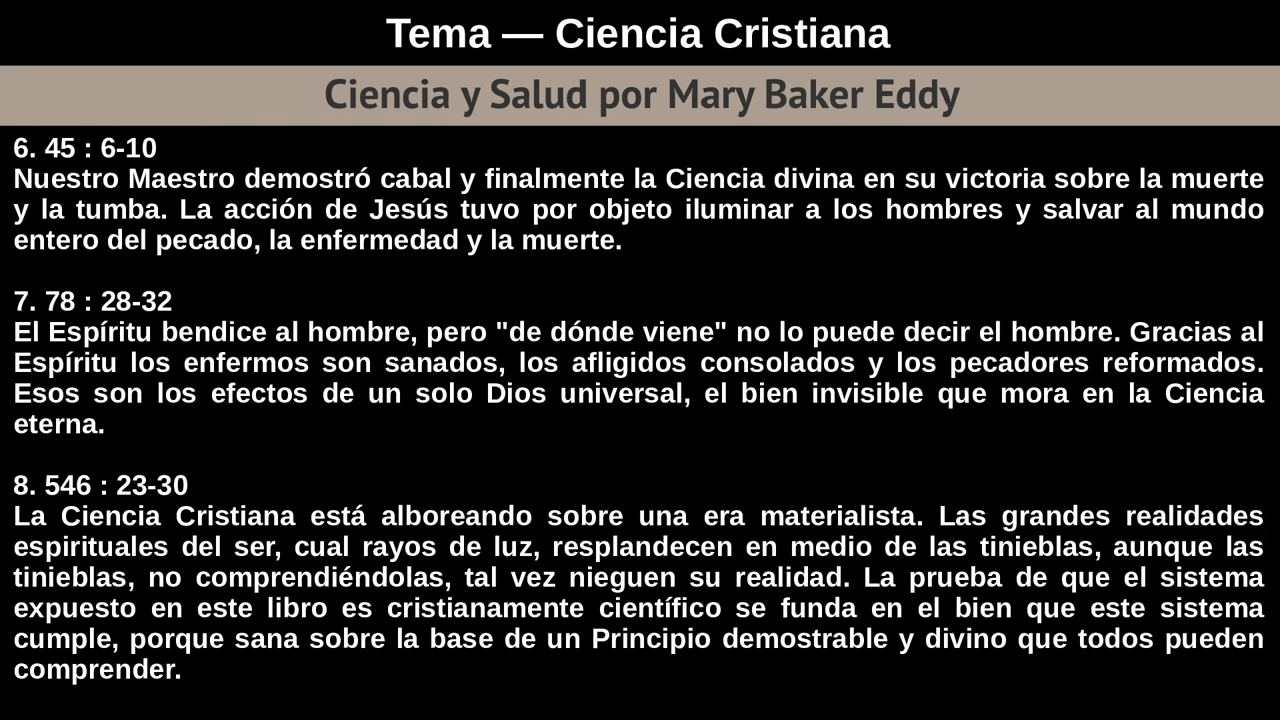 Tema — Ciencia Cristiana
Ciencia y Salud por Mary Baker Eddy
6. 45 : 6-10
Nuestro Maestro demostró cabal y finalmente la Ciencia divina en su victoria sobre la muerte
y la tumba. La acción de Jesús tuvo por objeto iluminar a los hombres y salvar al mundo
entero del pecado, la enfermedad y la muerte.
7. 78 : 28-32
El Espíritu bendice al hombre, pero "de dónde viene" no lo puede decir el hombre. Gracias al
Espíritu los enfermos son sanados, los afligidos consolados y los pecadores reformados.
Esos son los efectos de un solo Dios universal, el bien invisible que mora en la Ciencia
eterna.
8. 546 : 23-30
La Ciencia Cristiana está alboreando sobre una era materialista. Las grandes realidades
espirituales del ser, cual rayos de luz, resplandecen en medio de las tinieblas, aunque las
tinieblas, no comprendiéndolas, tal vez nieguen su realidad. La prueba de que el sistema
expuesto en este libro es cristianamente científico se funda en el bien que este sistema
cumple, porque sana sobre la base de un Principio demostrable y divino que todos pueden
comprender.